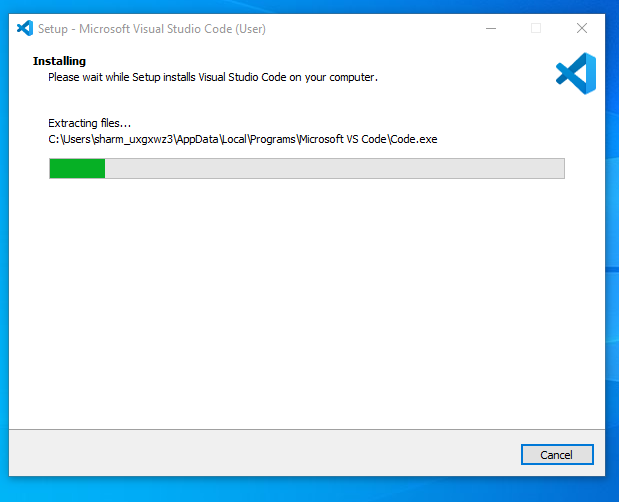 Setup - Microsoft Visual Studio Code (User)
Installing
Please wait while Setup installs Visual Studio Code on your computer.
Extracting files...
C:\Users\sharm_uxgxwz3\AppData\Local\Programs\Microsoft VS Code\Code.exe
Cancel